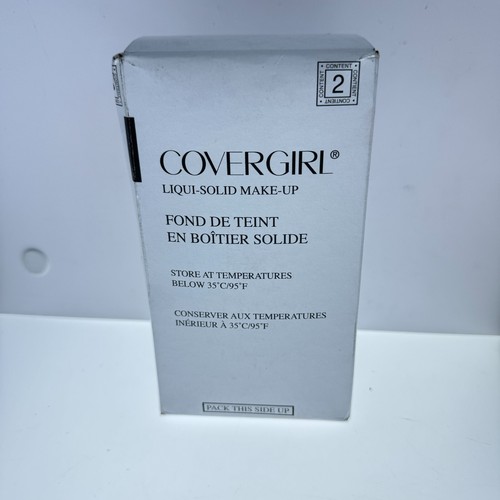 CONTENT
CONTENT 2 CONTENT
CONTENT
COVERGIRL®
LIQUI-SOLID MAKE-UP
FOND DE TEINT
EN BOÎTIER SOLIDE
STORE AT TEMPERATURES
BELOW 35°C/95°F
CONSERVER AUX TEMPERATURES
INÉRIEUR À 35°C/95°F
PACK THIS SIDE UP